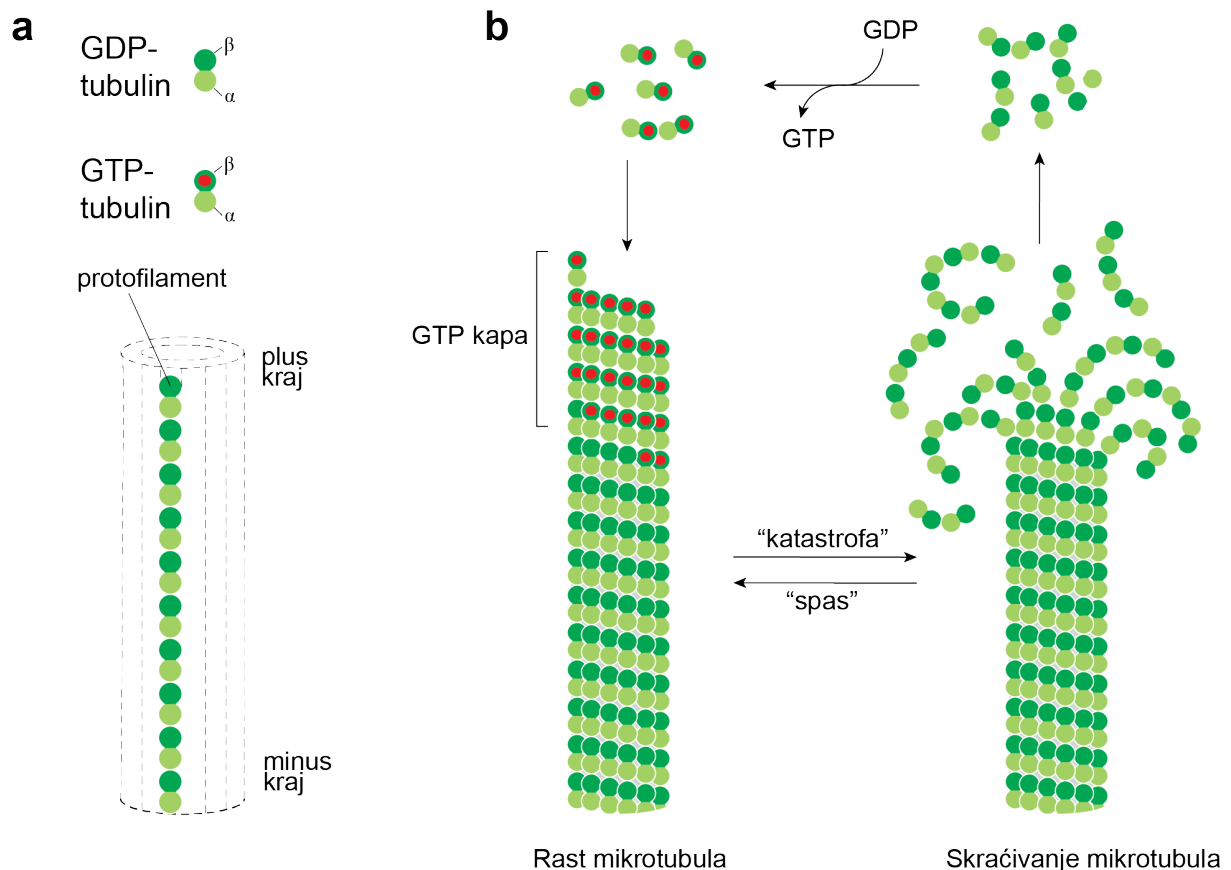 a
GDP-
tubulin
β
α
GTP-
tubulin
β
α
protofilament
plus
kraj
minus
kraj
b
GDP
GTP
GTP kapa
“katastrofa”
“spas”
Rast mikrotubula
Skraćivanje mikrotubula